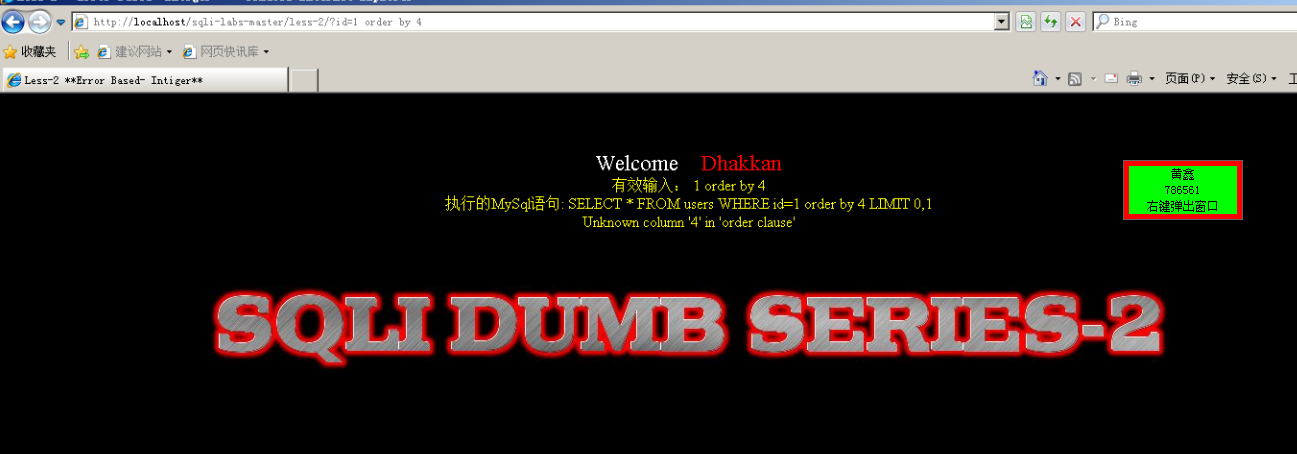 http://localhost/sqli-labs-master/less-2/?id=1 order by 4
Bing
收藏夹 建议网站 网页快讯库
Less-2 **Error Based- Intiger**
页面(P) 安全(S)
Welcome Dhakkan
有效输入： 1 order by 4
执行的MySql语句: SELECT * FROM users WHERE id=1 order by 4 LIMIT 0,1
Unknown column '4' in 'order clause'
黄鑫
786561
右键弹出窗口
SQLI DUMB SERIES-2